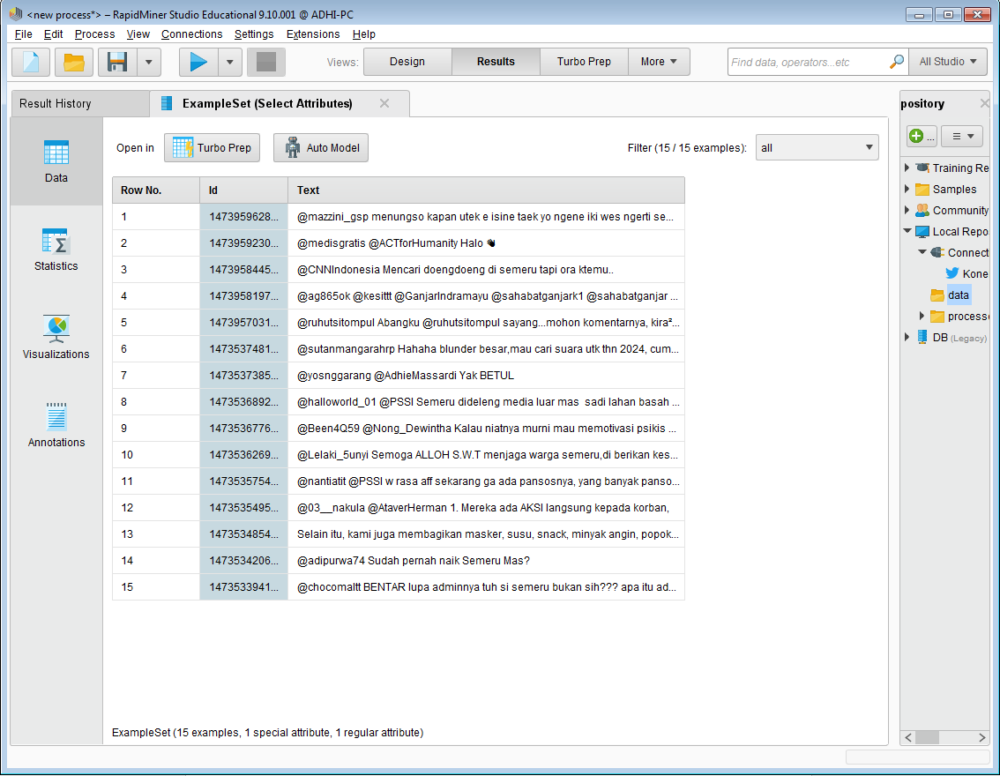 <new process*> – RapidMiner Studio Educational 9.10.001 @ ADHI-PC
File Edit Process View Connections Settings Extensions Help
Views: Design Results Turbo Prep More Find data, operators...etc All Studio
Result History ExampleSet (Select Attributes) pository
Open in Turbo Prep Auto Model Filter (15 / 15 examples): all
Row No. Id Text
1 1473959628... @mazzini_gsp menungso kapan utek e isine taek yo ngene iki wes ngerti se...
2 1473959230... @medisgratis @ACTforHumanity Halo 👋
3 1473958445... @CNNIndonesia Mencari doengdoeng di semeru tapi ora ktemu..
4 1473958197... @ag865ok @kesittt @GanjarIndramayu @sahabatganjark1 @sahabatganjar ...
5 1473957031... @ruhutsitompul Abangku @ruhutsitompul sayang...mohon komentarnya, kira²...
6 1473537481... @sutanmangarahrp Hahaha blunder besar,mau cari suara utk thn 2024, cum...
7 1473537385... @yosnggarang @AdhieMassardi Yak BETUL
8 1473536892... @halloworld_01 @PSSI Semeru dideleng media luar mas  sadi lahan basah ...
9 1473536776... @Been4Q59 @Nong_Dewintha Kalau niatnya murni mau memotivasi psikis ...
10 1473536269... @Lelaki_5unyi Semoga ALLOH S.W.T menjaga warga semeru,di berikan kes...
11 1473535754... @nantiatit @PSSI w rasa aff sekarang ga ada pansosnya, yang banyak panso...
12 1473535495... @03__nakula @AtaverHerman 1. Mereka ada AKSI langsung kepada korban,
13 1473534854... Selain itu, kami juga membagikan masker, susu, snack, minyak angin, popok...
14 1473534206... @adipurwa74 Sudah pernah naik Semeru Mas?
15 1473533941... @chocomaltt BENTAR lupa adminnya tuh si semeru bukan sih??? apa itu ad...
Data
Statistics
Visualizations
Annotations
...
Training Re
Samples
Community
Local Repo
Connect
Kone
data
processe
DB (Legacy)
ExampleSet (15 examples, 1 special attribute, 1 regular attribute)